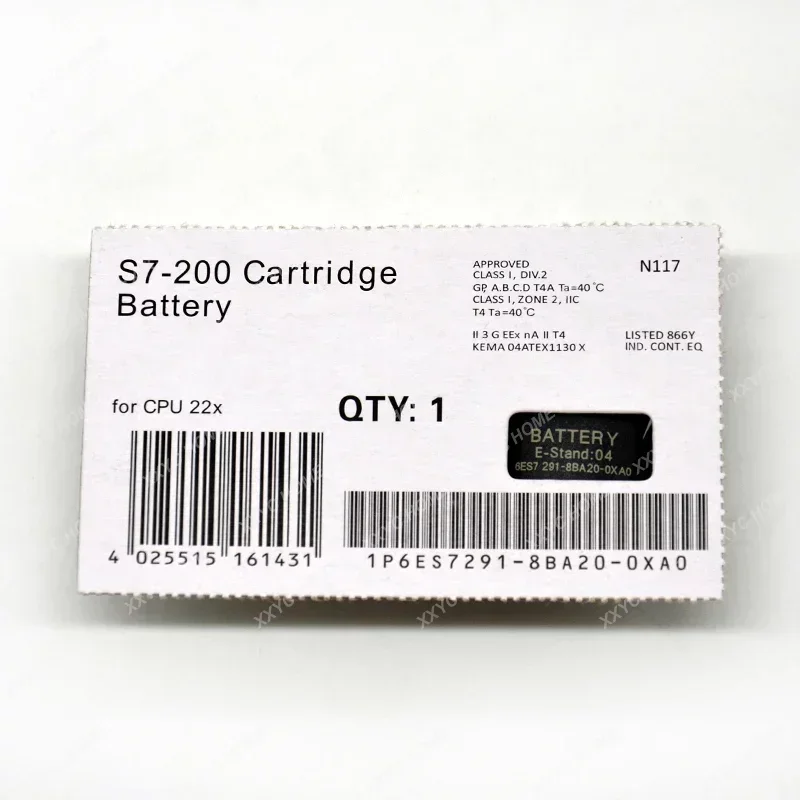 S7-200 Cartridge
Battery
APPROVED
CLASS I, DIV.2
GP. A.B.C.D T4A Ta=40℃
CLASS I, ZONE 2, IIC
T4 Ta=40℃
II 3 G EEx nA II T4
KEMA 04ATEX1130 X
N117
LISTED 866Y
IND. CONT. EQ
for CPU 22x
QTY: 1
BATTERY
E-Stand:04
6ES7 291-8BA20-0XA0
4 025515 161431
1P6ES7291-8BA20-0XA0
XXYC HOME